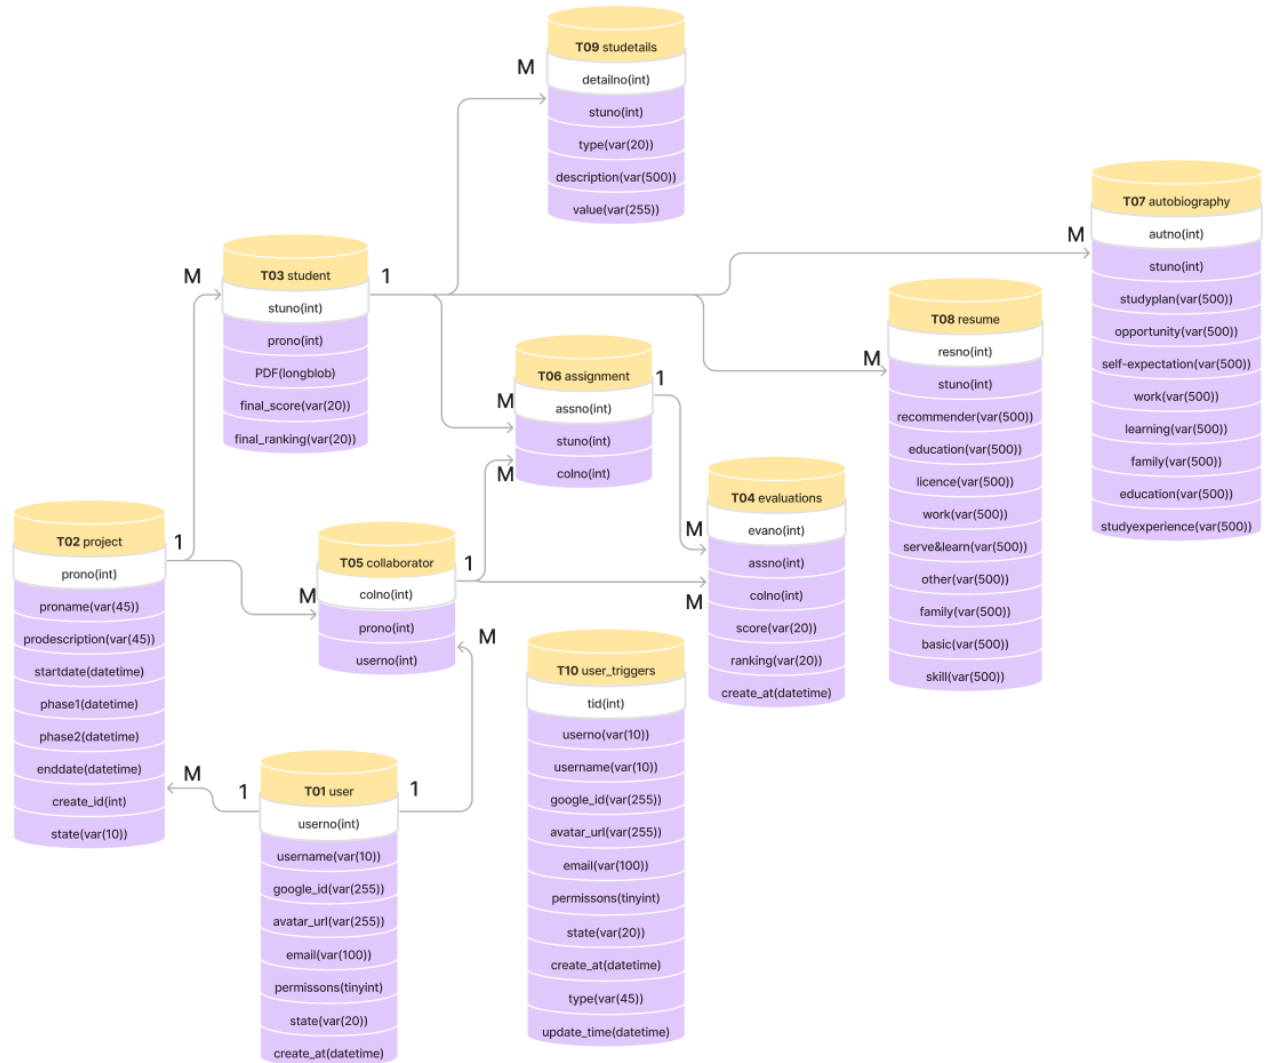 T09 studetails
detailno(int)
stuno(int)
type(var(20))
description(var(500))
value(var(255))
M
T07 autobiography
autno(int)
stuno(int)
studyplan(var(500))
opportunity(var(500))
self-expectation(var(500))
work(var(500))
learning(var(500))
family(var(500))
education(var(500))
studyexperience(var(500))
M
T03 student
stuno(int)
prono(int)
PDF(longblob)
final_score(var(20))
final_ranking(var(20))
M
1
T08 resume
resno(int)
stuno(int)
recommender(var(500))
education(var(500))
licence(var(500))
work(var(500))
serve&learn(var(500))
other(var(500))
family(var(500))
basic(var(500))
skill(var(500))
M
T06 assignment
assno(int)
stuno(int)
colno(int)
M
M
1
T04 evaluations
evano(int)
assno(int)
colno(int)
score(var(20))
ranking(var(20))
create_at(datetime)
M
M
T02 project
prono(int)
proname(var(45))
prodescription(var(45))
startdate(datetime)
phase1(datetime)
phase2(datetime)
enddate(datetime)
create_id(int)
state(var(10))
1
M
T05 collaborator
colno(int)
prono(int)
userno(int)
M
1
M
T10 user_triggers
tid(int)
userno(var(10))
username(var(10))
google_id(var(255))
avatar_url(var(255))
email(var(100))
permissons(tinyint)
state(var(20))
create_at(datetime)
type(var(45))
update_time(datetime)
T01 user
userno(int)
username(var(10))
google_id(var(255))
avatar_url(var(255))
email(var(100))
permissons(tinyint)
state(var(20))
create_at(datetime)
1
1